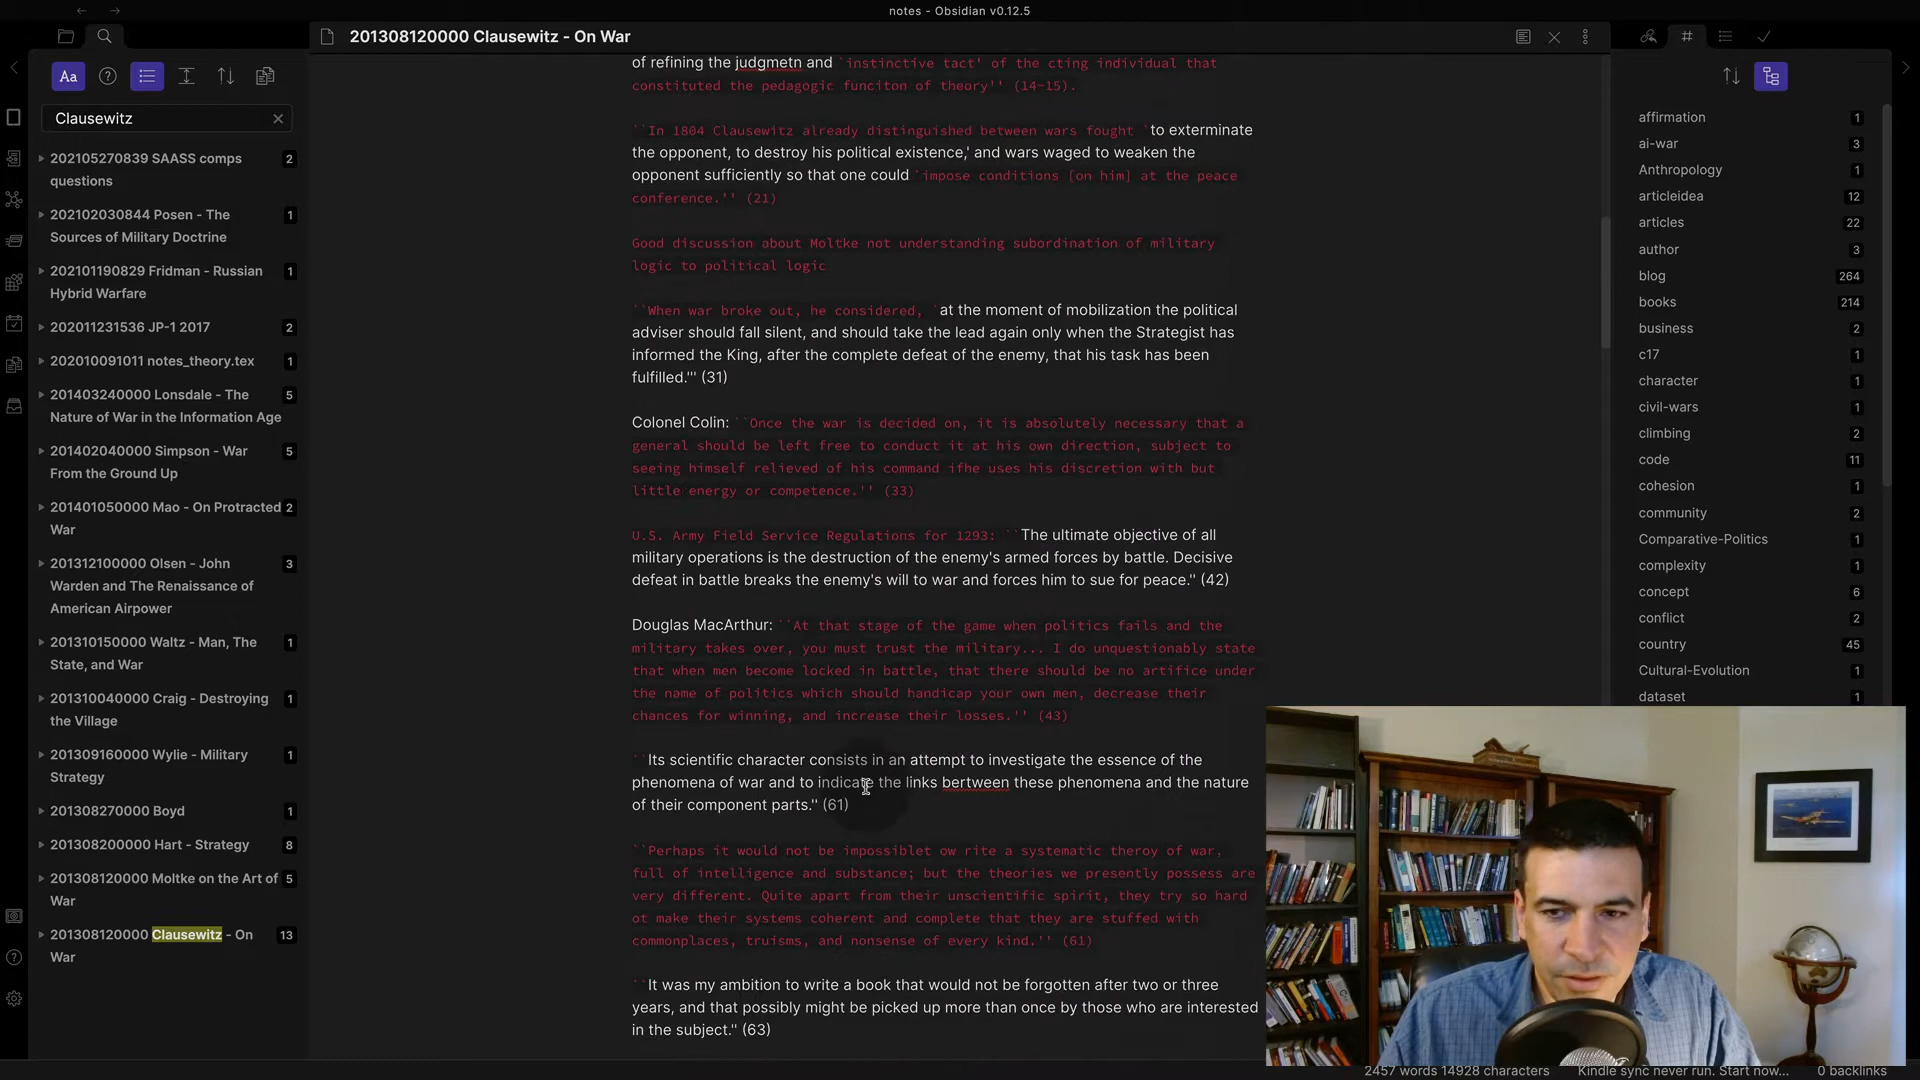 notes - Obsidian v0.12.5
201308120000 Clausewitz - On War
Aa
Clausewitz
202105270839 SAASS comps questions 2
202102030844 Posen - The Sources of Military Doctrine 1
202101190829 Fridman - Russian Hybrid Warfare 1
202011231536 JP-1 2017 2
202010091011 notes_theory.tex 1
201403240000 Lonsdale - The Nature of War in the Information Age 5
201402040000 Simpson - War From the Ground Up 5
201401050000 Mao - On Protracted War 2
201312100000 Olsen - John Warden and The Renaissance of American Airpower 3
201310150000 Waltz - Man, The State, and War 1
201310040000 Craig - Destroying the Village 1
201309160000 Wylie - Military Strategy 1
201308270000 Boyd 1
201308200000 Hart - Strategy 8
201308120000 Moltke on the Art of War 5
201308120000 Clausewitz - On War 13
of refining the judgmetn and `instinctive tact' of the cting individual that
constituted the pedagogic funciton of theory'' (14-15).
``In 1804 Clausewitz already distinguished between wars fought `to exterminate
the opponent, to destroy his political existence,' and wars waged to weaken the
opponent sufficiently so that one could `impose conditions [on him] at the peace
conference.'' (21)
Good discussion about Moltke not understanding subordination of military
logic to political logic
``When war broke out, he considered, `at the moment of mobilization the political
adviser should fall silent, and should take the lead again only when the Strategist has
informed the King, after the complete defeat of the enemy, that his task has been
fulfilled.''' (31)
Colonel Colin: ``Once the war is decided on, it is absolutely necessary that a
general should be left free to conduct it at his own direction, subject to
seeing himself relieved of his command ifhe uses his discretion with but
little energy or competence.'' (33)
U.S. Army Field Service Regulations for 1293: ``The ultimate objective of all
military operations is the destruction of the enemy's armed forces by battle. Decisive
defeat in battle breaks the enemy's will to war and forces him to sue for peace.'' (42)
Douglas MacArthur: ``At that stage of the game when politics fails and the
military takes over, you must trust the military... I do unquestionably state
that when men become locked in battle, that there should be no artifice under
the name of politics which should handicap your own men, decrease their
chances for winning, and increase their losses.'' (43)
``Its scientific character consists in an attempt to investigate the essence of the
phenomena of war and to indicate the links bertween these phenomena and the nature
of their component parts.'' (61)
``Perhaps it would not be impossiblet ow rite a systematic theroy of war,
full of intelligence and substance; but the theories we presently possess are
very different. Quite apart from their unscientific spirit, they try so hard
ot make their systems coherent and complete that they are stuffed with
commonplaces, truisms, and nonsense of every kind.'' (61)
``It was my ambition to write a book that would not be forgotten after two or three
years, and that possibly might be picked up more than once by those who are interested
in the subject.'' (63)
affirmation 1
ai-war 3
Anthropology 1
articleidea 12
articles 22
author 3
blog 264
books 214
business 2
c17 1
character 1
civil-wars 1
climbing 2
code 11
cohesion 1
community 2
Comparative-Politics 1
complexity 1
concept 6
conflict 2
country 45
Cultural-Evolution 1
dataset 1
2457 words 14928 characters
Kindle sync never run. Start now...
0 backlinks